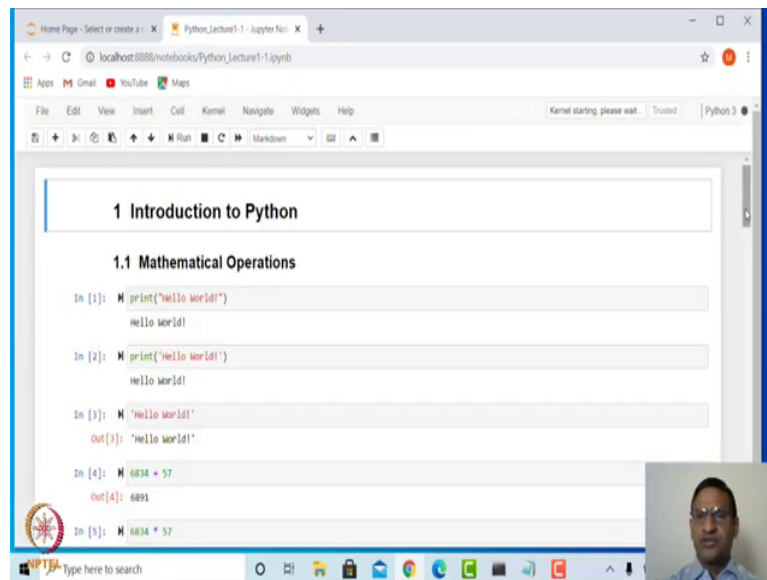 Home Page - Select or create a n
Python_Lecture1-1 - Jupyter Not
localhost:8888/notebooks/Python_Lecture1-1.ipynb
M
Apps Gmail YouTube Maps
File Edit View Insert Cell Kernel Navigate Widgets Help
Kernel starting, please wait... Trusted Python 3
Run Markdown
1 Introduction to Python
1.1 Mathematical Operations
In [1]: print("Hello World!")
Hello World!
In [2]: print('Hello World!')
Hello World!
In [3]: 'Hello World!'
Out[3]: 'Hello World!'
In [4]: 6834 + 57
Out[4]: 6891
In [5]: 6834 * 57
NPTEL
Type here to search